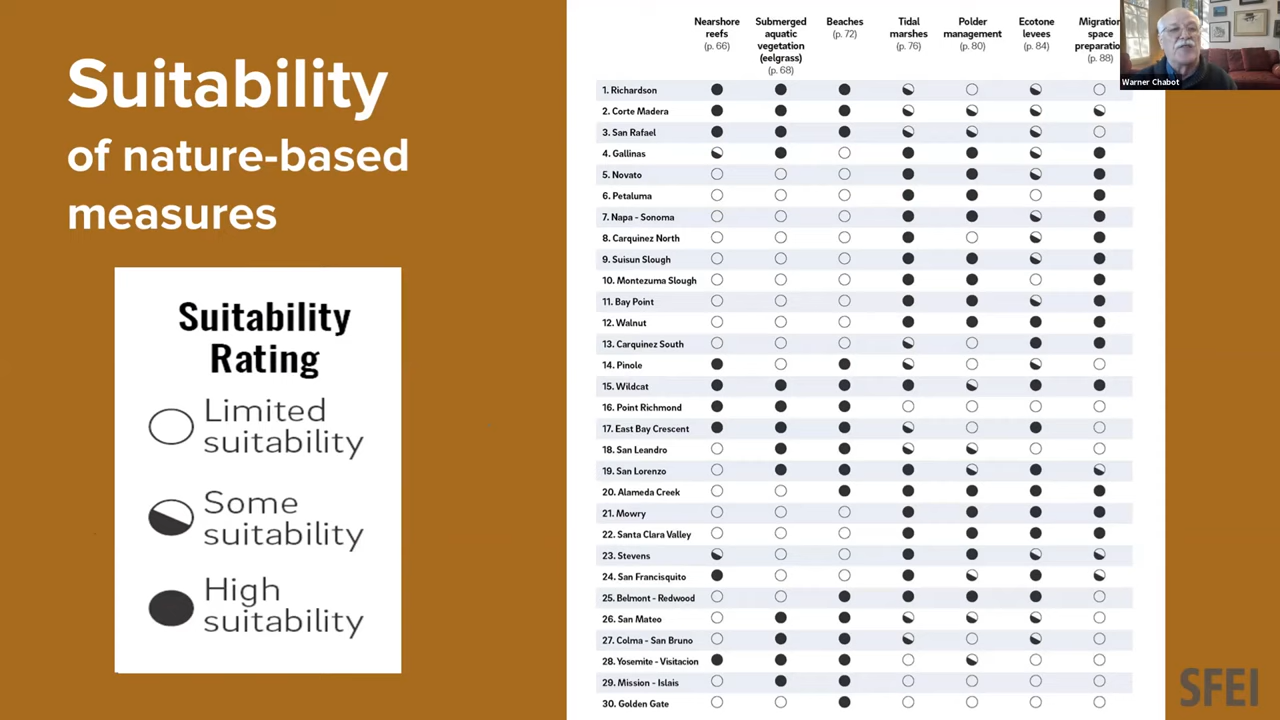 Suitability
of nature-based
measures
Suitability
Rating
Limited
suitability
Some
suitability
High
suitability
Nearshore
reefs
(p. 66)
Submerged
aquatic
vegetation
(eelgrass)
(p. 68)
Beaches
(p. 72)
Tidal
marshes
(p. 76)
Polder
management
(p. 80)
Ecotone
levees
(p. 84)
Migration
space
preparation
(p. 88)
Warner Chabot
1. Richardson
2. Corte Madera
3. San Rafael
4. Gallinas
5. Novato
6. Petaluma
7. Napa - Sonoma
8. Carquinez North
9. Suisun Slough
10. Montezuma Slough
11. Bay Point
12. Walnut
13. Carquinez South
14. Pinole
15. Wildcat
16. Point Richmond
17. East Bay Crescent
18. San Leandro
19. San Lorenzo
20. Alameda Creek
21. Mowry
22. Santa Clara Valley
23. Stevens
24. San Francisquito
25. Belmont - Redwood
26. San Mateo
27. Colma - San Bruno
28. Yosemite - Visitacion
29. Mission - Islais
30. Golden Gate
SFEI